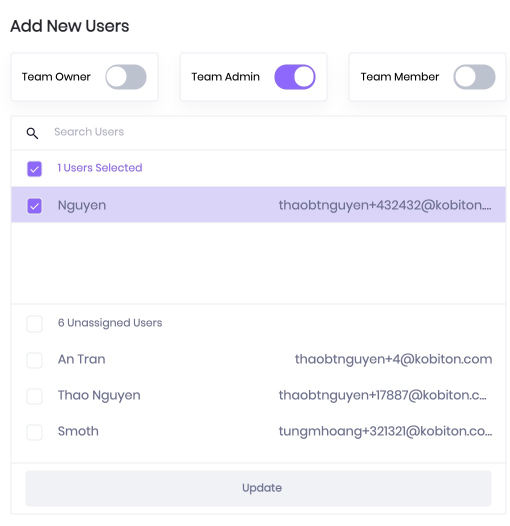 Add New Users
Team Owner
Team Admin
Team Member
Search Users
1 Users Selected
Nguyen thaobtnguyen+432432@kobiton....
6 Unassigned Users
An Tran thaobtnguyen+4@kobiton.com
Thao Nguyen thaobtnguyen+17887@kobiton.c...
Smoth tungmhoang+321321@kobiton.co...
Update